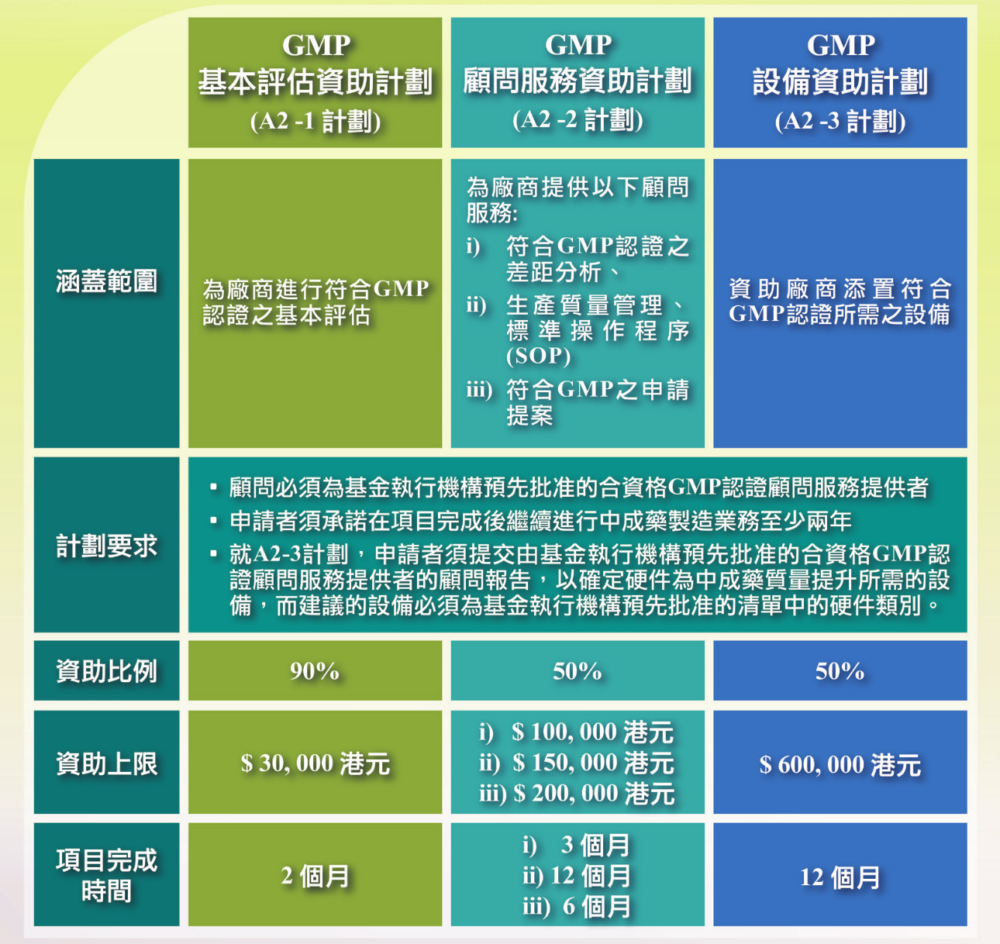 GMP
基本評估資助計劃
(A2 -1 計劃)
GMP
顧問服務資助計劃
(A2 -2 計劃)
GMP
設備資助計劃
(A2 -3 計劃)
涵蓋範圍
為廠商進行符合GMP
認證之基本評估
為廠商提供以下顧問
服務:
i) 符合GMP認證之
差距分析、
ii) 生產質量管理、
標準操作程序
(SOP)
iii) 符合GMP之申請
提案
資助廠商添置符合
GMP認證所需之設備
計劃要求
▪ 顧問必須為基金執行機構預先批准的合資格GMP認證顧問服務提供者
▪ 申請者須承諾在項目完成後繼續進行中成藥製造業務至少兩年
▪ 就A2-3計劃，申請者須提交由基金執行機構預先批准的合資格GMP認
證顧問服務提供者的顧問報告，以確定硬件為中成藥質量提升所需的設
備，而建議的設備必須為基金執行機構預先批准的清單中的硬件類別。
資助比例
90%
50%
50%
資助上限
$ 30, 000 港元
i) $ 100, 000 港元
ii) $ 150, 000 港元
iii) $ 200, 000 港元
$ 600, 000 港元
項目完成
時間
2 個月
i) 3 個月
ii) 12 個月
iii) 6 個月
12 個月